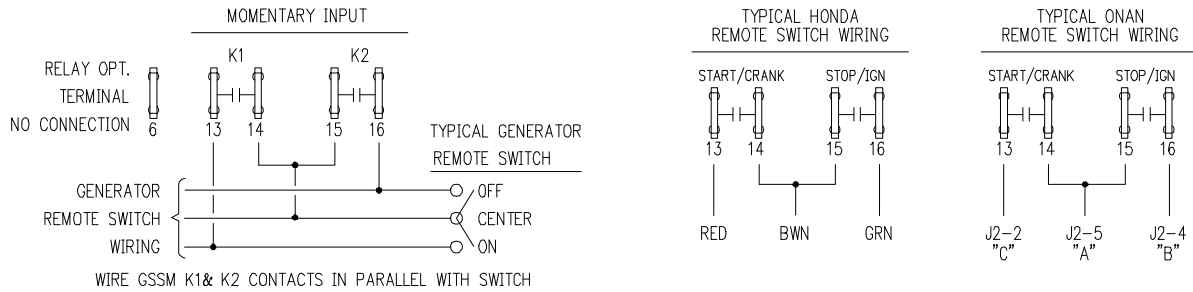 MOMENTARY INPUT
K1 K2
RELAY OPT.
TERMINAL
NO CONNECTION
6 13 14 15 16
TYPICAL GENERATOR
REMOTE SWITCH
GENERATOR
REMOTE SWITCH
WIRING
OFF
CENTER
ON
WIRE GSSM K1& K2 CONTACTS IN PARALLEL WITH SWITCH
TYPICAL HONDA
REMOTE SWITCH WIRING
START/CRANK STOP/IGN
13 14 15 16
RED BWN GRN
TYPICAL ONAN
REMOTE SWITCH WIRING
START/CRANK STOP/IGN
13 14 15 16
J2-2 J2-5 J2-4
"C" "A" "B"